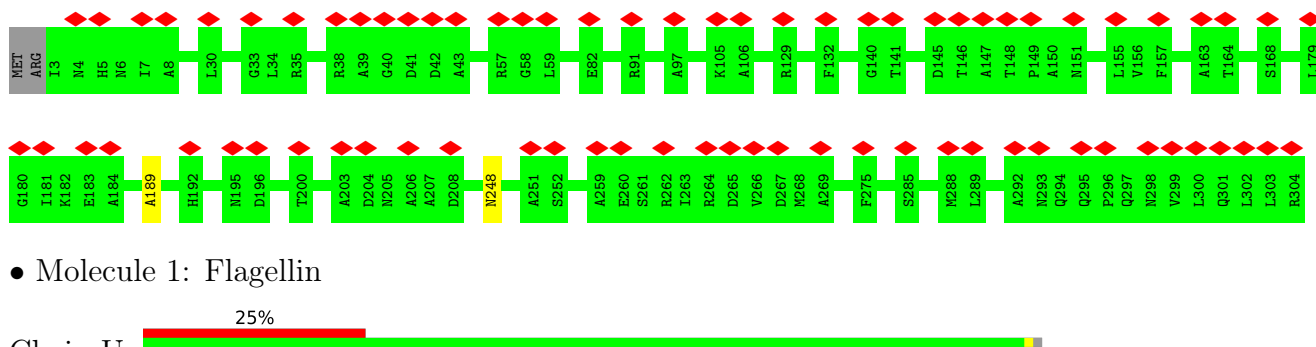 MET ARG I3 N4 H5 N6 I7 A8 L30 G33 L34 R35 R38 A39 G40 D41 D42 A43 R57 G58 L59 E82 R91 A97 K105 A106 R129 F132 G140 T141 D145 T146 A147 T148 P149 A150 N151 L155 V156 F157 A163 T164 S168 L179
G180 I181 K182 E183 A184 A189 H192 N195 D196 T200 A203 D204 N205 A206 A207 D208 N248 A251 S252 A259 E260 S261 R262 I263 R264 D265 V266 D267 M268 A269 F275 S285 M288 L289 A292 N293 Q294 Q295 P296 Q297 N298 V299 L300 Q301 L302 L303 R304
• Molecule 1: Flagellin
25%
Chain U: